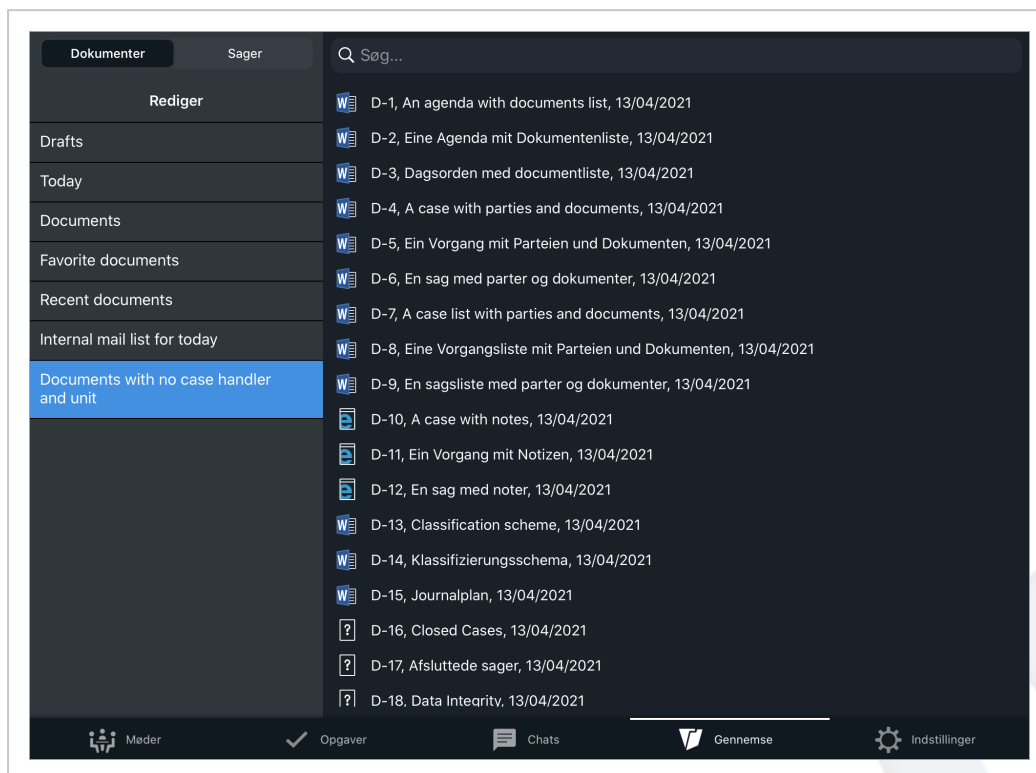 Dokumenter
Sager
Rediger
Drafts
Today
Documents
Favorite documents
Recent documents
Internal mail list for today
Documents with no case handler
and unit
Søg...
D-1, An agenda with documents list, 13/04/2021
D-2, Eine Agenda mit Dokumentenliste, 13/04/2021
D-3, Dagsorden med documentliste, 13/04/2021
D-4, A case with parties and documents, 13/04/2021
D-5, Ein Vorgang mit Parteien und Dokumenten, 13/04/2021
D-6, En sag med parter og dokumenter, 13/04/2021
D-7, A case list with parties and documents, 13/04/2021
D-8, Eine Vorgangsliste mit Parteien und Dokumenten, 13/04/2021
D-9, En sagsliste med parter og dokumenter, 13/04/2021
D-10, A case with notes, 13/04/2021
D-11, Ein Vorgang mit Notizen, 13/04/2021
D-12, En sag med noter, 13/04/2021
D-13, Classification scheme, 13/04/2021
D-14, Klassifizierungsschema, 13/04/2021
D-15, Journalplan, 13/04/2021
D-16, Closed Cases, 13/04/2021
D-17, Afsluttede sager, 13/04/2021
D-18, Data Integrity, 13/04/2021
Møder
Opgaver
Chats
Gennemse
Indstillinger